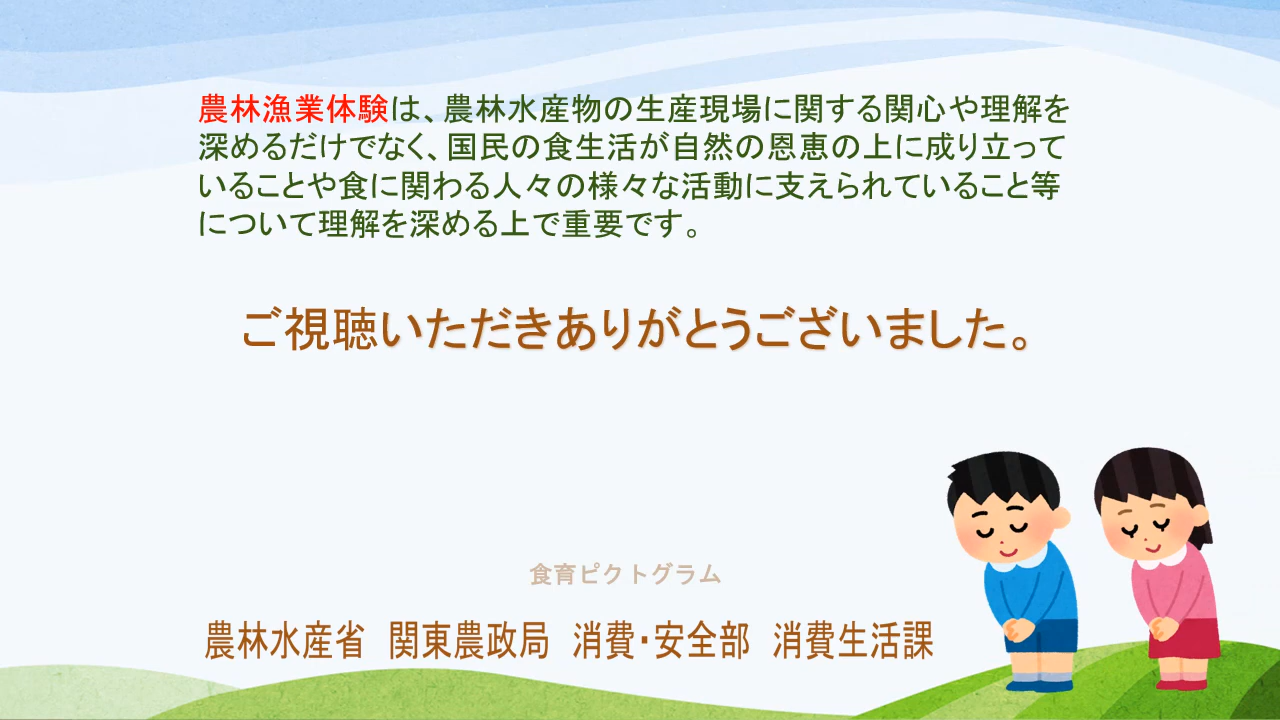 農林漁業体験は、農林水産物の生産現場に関する関心や理解を
深めるだけでなく、国民の食生活が自然の恩恵の上に成り立って
いることや食に関わる人々の様々な活動に支えられていること等
について理解を深める上で重要です。
ご視聴いただきありがとうございました。
食育ピクトグラム
農林水産省　関東農政局　消費・安全部　消費生活課